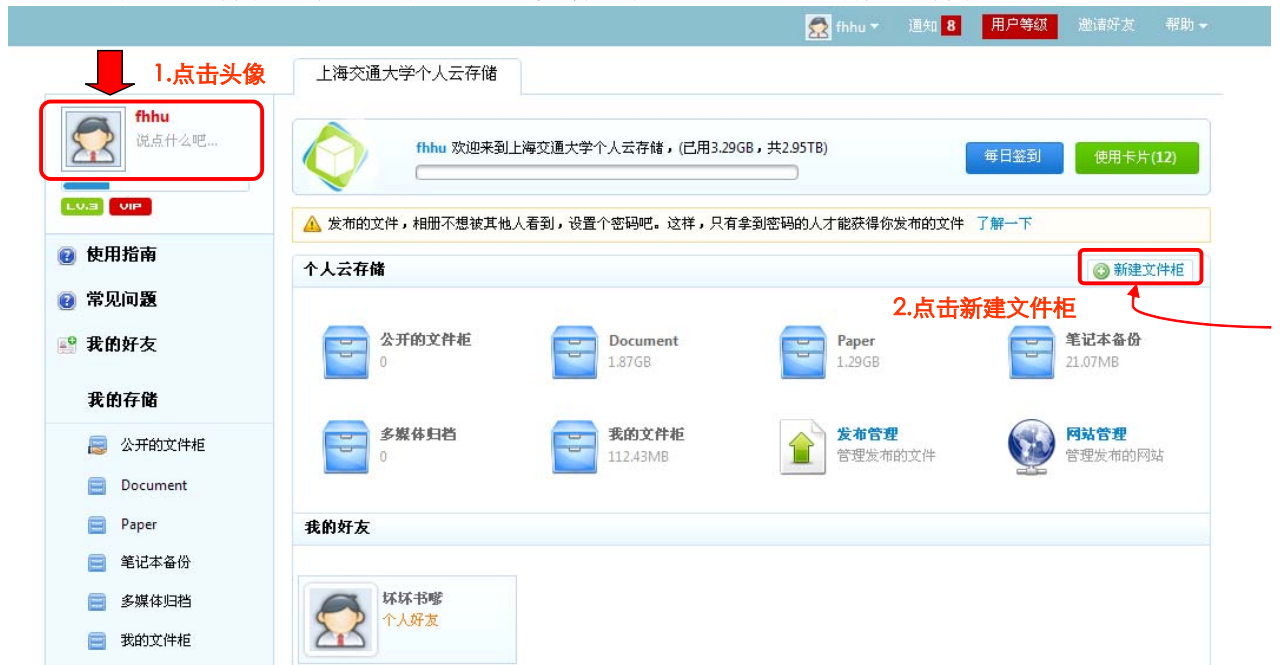 fhhu 通知 8 用户等级 邀请好友 帮助
1.点击头像
上海交通大学个人云存储
fhhu
说点什么吧...
LV.3 VIP
fhhu 欢迎来到上海交通大学个人云存储，(已用3.29GB，共2.95TB)
每日签到 使用卡片(12)
发布的文件，相册不想被其他人看到，设置个密码吧。这样，只有拿到密码的人才能获得你发布的文件 了解一下
使用指南
常见问题
我的好友
我的存储
公开的文件柜
Document
Paper
笔记本备份
多媒体归档
我的文件柜
个人云存储 新建文件柜
2.点击新建文件柜
公开的文件柜 Document Paper 笔记本备份
0 1.87GB 1.29GB 21.07MB
多媒体归档 我的文件柜 发布管理 网站管理
0 112.43MB 管理发布的文件 管理发布的网站
我的好友
坏坏书嗲
个人好友